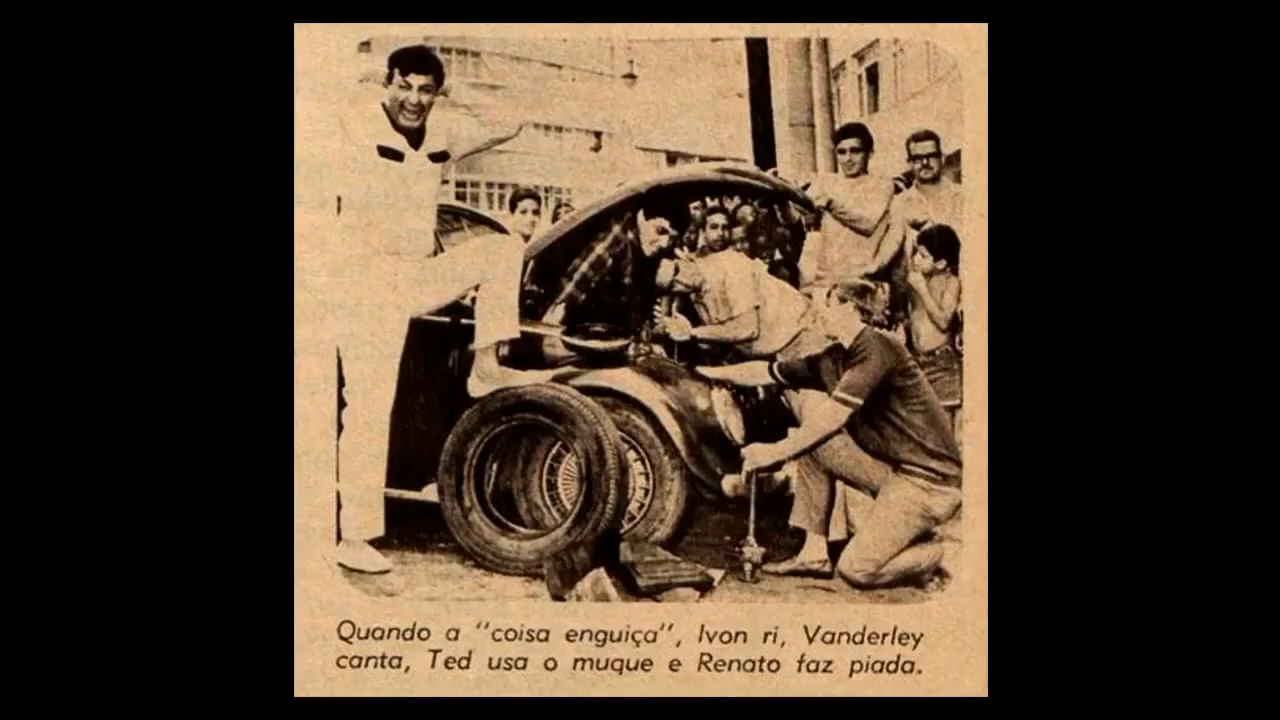 Quando a "coisa enguiça", Ivon ri, Vanderley
canta, Ted usa o muque e Renato faz piada.